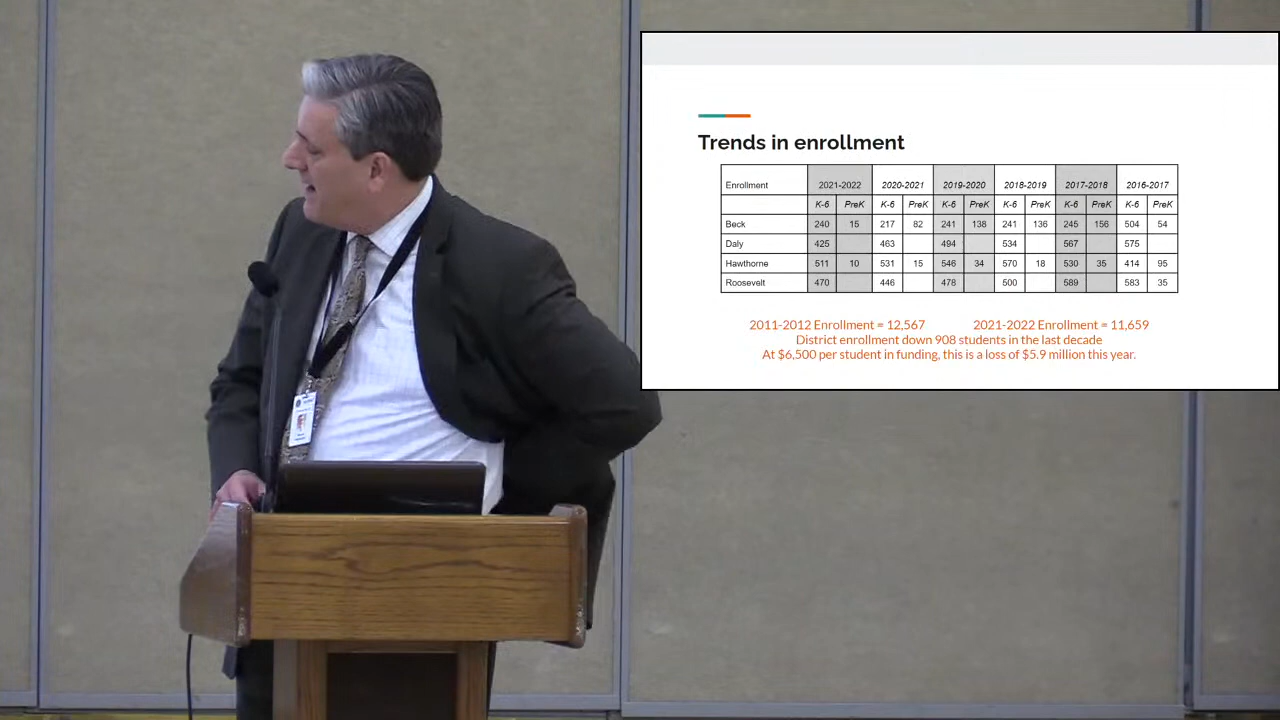 Trends in enrollment
Enrollment 2021-2022 2020-2021 2019-2020 2018-2019 2017-2018 2016-2017
K-6 PreK K-6 PreK K-6 PreK K-6 PreK K-6 PreK K-6 PreK
Beck 240 15 217 82 241 138 241 136 245 156 504 54
Daly 425 463 494 534 567 575
Hawthorne 511 10 531 15 546 34 570 18 530 35 414 95
Roosevelt 470 446 478 500 589 583 35
2011-2012 Enrollment = 12,567 2021-2022 Enrollment = 11,659
District enrollment down 908 students in the last decade
At $6,500 per student in funding, this is a loss of $5.9 million this year.